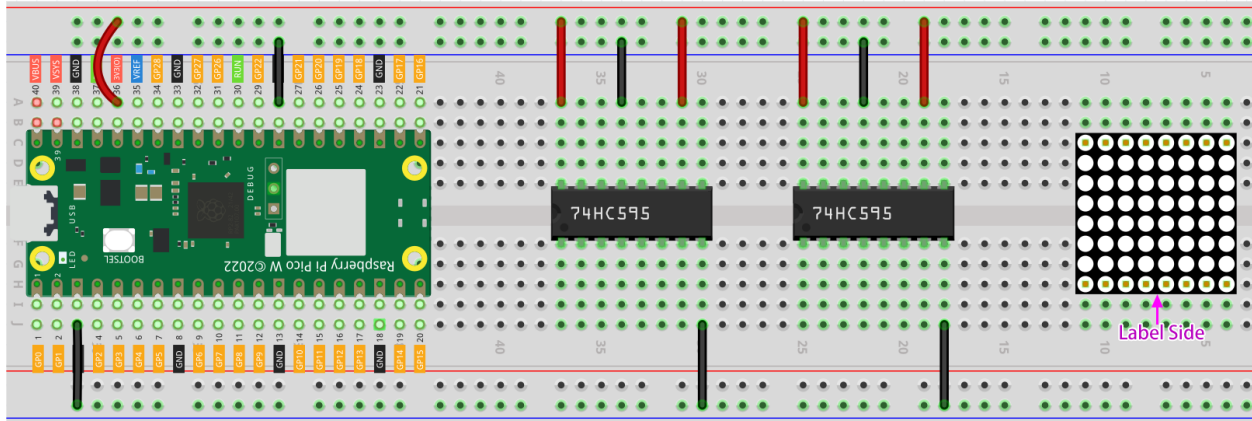 VBUS VSYS GND 3V3(O) VREF GP28 GND GP27 GP26 RUN GP22 GP21 GP20 GP19 GP18 GND GP17 GP16
40 39 38 37 36 35 34 33 32 31 30 29 27 26 25 24 23 22 21
40 35 30 25 20 15 10 5
A
B
C
D
E
F
G
H
I
J
39
DEBUG
USB
BOOTSEL
LED
1 2
Raspberry Pi Pico W ©2022
74HC595
74HC595
Label Side
1 2 3 4 5 6 7 8 9 10 11 12 13 14 15 16 17 18 19 20
40 35 30 25 20 15 10 5
GP0 GP1 GND GP2 GP3 GP4 GP5 GND GP6 GP7 GP8 GP9 GND GP10 GP11 GP12 GP13 GND GP14 GP15